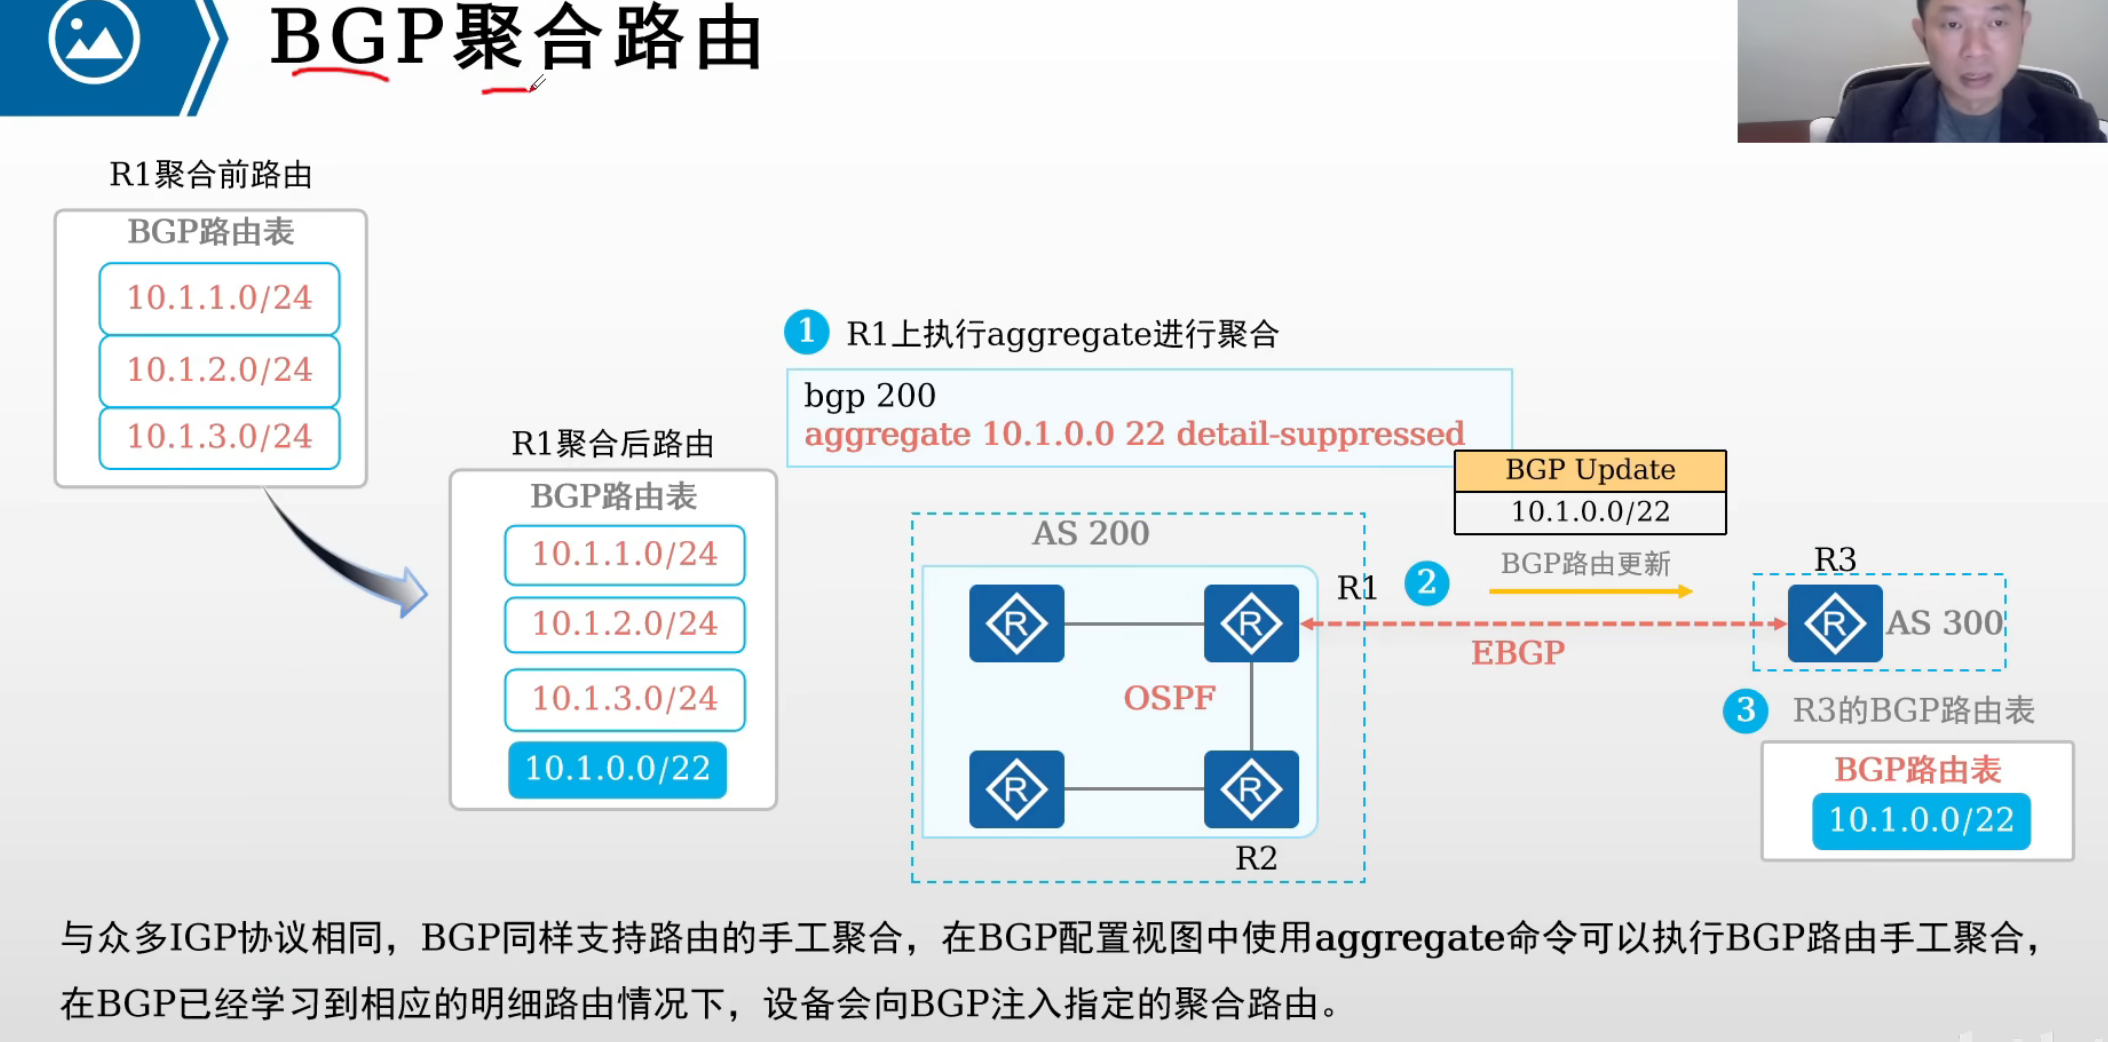 BGP聚合路由
R1聚合前路由
BGP路由表
10.1.1.0/24
10.1.2.0/24
10.1.3.0/24
R1聚合后路由
BGP路由表
10.1.1.0/24
10.1.2.0/24
10.1.3.0/24
10.1.0.0/22
1 R1上执行aggregate进行聚合
bgp 200
aggregate 10.1.0.0 22 detail-suppressed
BGP Update
10.1.0.0/22
BGP路由更新
AS 200
R
R
R1
2
EBGP
OSPF
R
R
R2
R3
R
AS 300
3 R3的BGP路由表
BGP路由表
10.1.0.0/22
与众多IGP协议相同，BGP同样支持路由的手工聚合，在BGP配置视图中使用aggregate命令可以执行BGP路由手工聚合，
在BGP已经学习到相应的明细路由情况下，设备会向BGP注入指定的聚合路由。